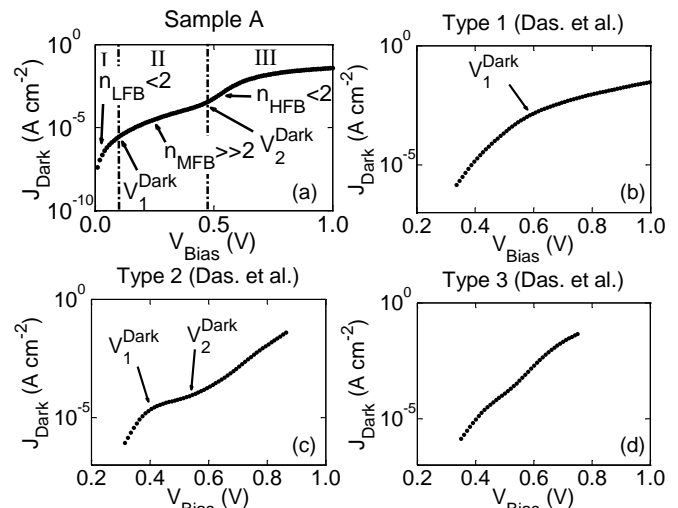 Sample A
I II III
n_LFB<2
n_HFB<2
n_MFB>>2
V_1^Dark
V_2^Dark
(a)
J_Dark (A cm^-2)
10^0
10^-5
10^-10
0.0 0.5 1.0
V_Bias (V)
Type 1 (Das. et al.)
V_1^Dark
(b)
J_Dark (A cm^-2)
10^0
10^-5
0.2 0.4 0.6 0.8 1.0
V_Bias (V)
Type 2 (Das. et al.)
V_1^Dark
V_2^Dark
(c)
J_Dark (A cm^-2)
10^0
10^-5
0.2 0.4 0.6 0.8 1.0
V_Bias (V)
Type 3 (Das. et al.)
(d)
J_Dark (A cm^-2)
10^0
10^-5
0.2 0.4 0.6 0.8 1.0
V_Bias (V)